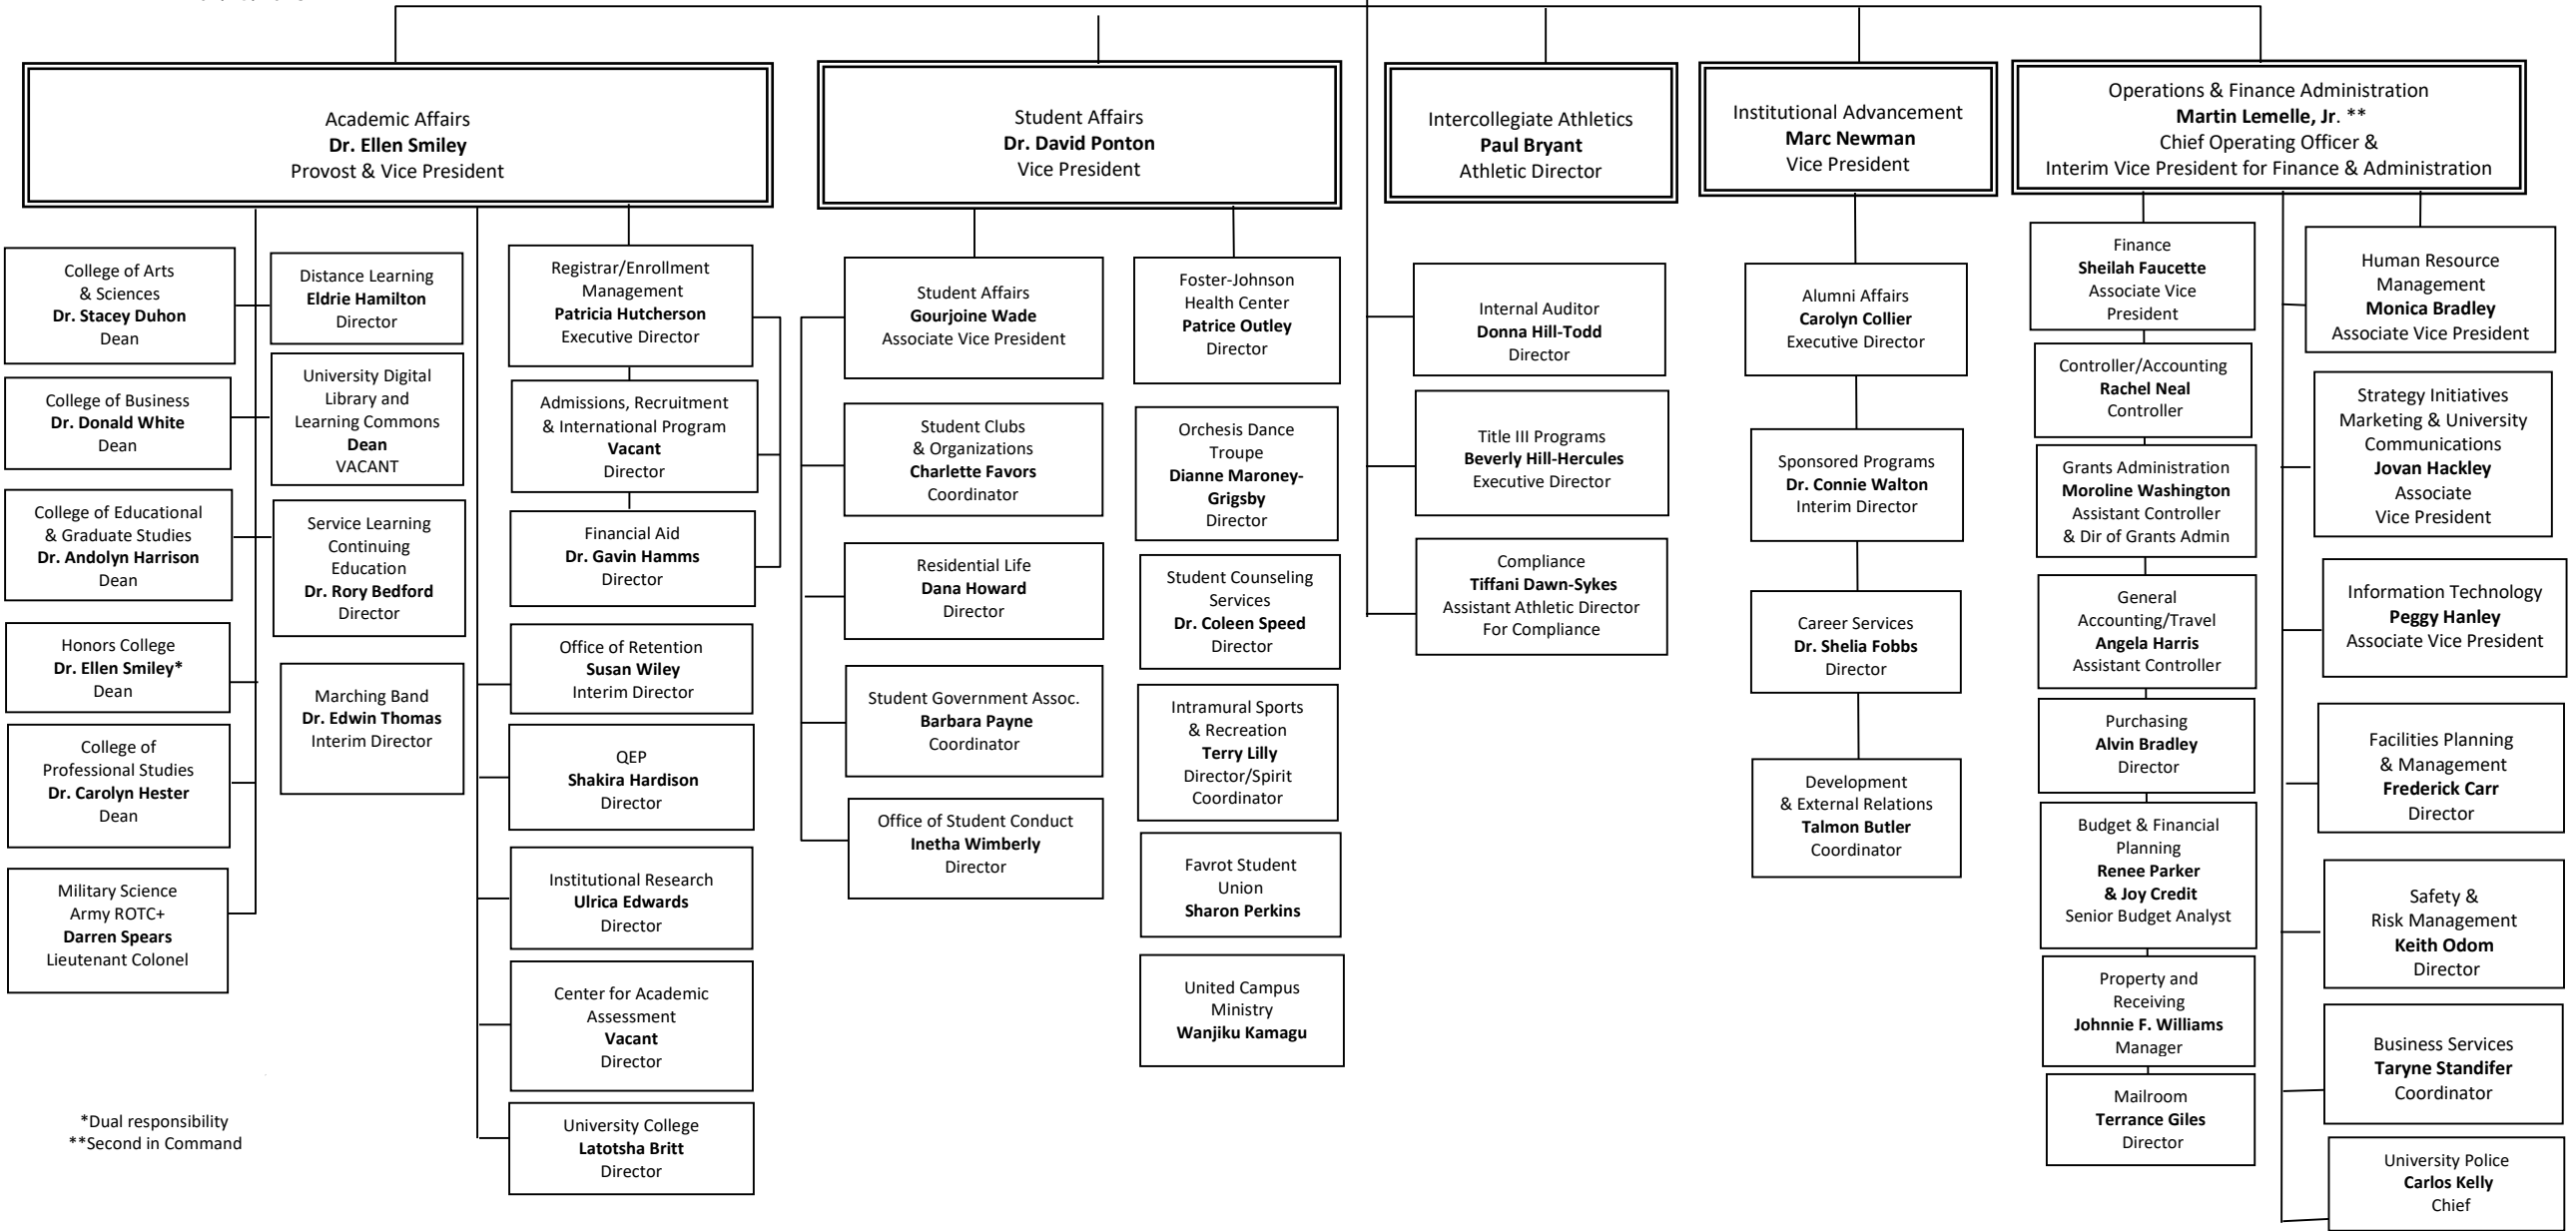 Academic Affairs
Dr. Ellen Smiley
Provost & Vice President
Student Affairs
Dr. David Ponton
Vice President
Intercollegiate Athletics
Paul Bryant
Athletic Director
Institutional Advancement
Marc Newman
Vice President
Operations & Finance Administration
Martin Lemelle, Jr. **
Chief Operating Officer &
Interim Vice President for Finance & Administration
College of Arts
& Sciences
Dr. Stacey Duhon
Dean
College of Business
Dr. Donald White
Dean
College of Educational
& Graduate Studies
Dr. Andolyn Harrison
Dean
Honors College
Dr. Ellen Smiley*
Dean
College of
Professional Studies
Dr. Carolyn Hester
Dean
Military Science
Army ROTC+
Darren Spears
Lieutenant Colonel
Distance Learning
Eldrie Hamilton
Director
University Digital
Library and
Learning Commons
Dean
VACANT
Service Learning
Continuing
Education
Dr. Rory Bedford
Director
Marching Band
Dr. Edwin Thomas
Interim Director
Registrar/Enrollment
Management
Patricia Hutcherson
Executive Director
Admissions, Recruitment
& International Program
Vacant
Director
Financial Aid
Dr. Gavin Hamms
Director
Office of Retention
Susan Wiley
Interim Director
QEP
Shakira Hardison
Director
Institutional Research
Ulrica Edwards
Director
Center for Academic
Assessment
Vacant
Director
University College
Latotsha Britt
Director
Student Affairs
Gourjoine Wade
Associate Vice President
Student Clubs
& Organizations
Charlette Favors
Coordinator
Residential Life
Dana Howard
Director
Student Government Assoc.
Barbara Payne
Coordinator
Office of Student Conduct
Inetha Wimberly
Director
Foster-Johnson
Health Center
Patrice Outley
Director
Orchesis Dance
Troupe
Dianne Maroney-
Grigsby
Director
Student Counseling
Services
Dr. Coleen Speed
Director
Intramural Sports
& Recreation
Terry Lilly
Director/Spirit
Coordinator
Favrot Student
Union
Sharon Perkins
United Campus
Ministry
Wanjiku Kamagu
Internal Auditor
Donna Hill-Todd
Director
Title III Programs
Beverly Hill-Hercules
Executive Director
Compliance
Tiffani Dawn-Sykes
Assistant Athletic Director
For Compliance
Alumni Affairs
Carolyn Collier
Executive Director
Sponsored Programs
Dr. Connie Walton
Interim Director
Career Services
Dr. Shelia Fobbs
Director
Development
& External Relations
Talmon Butler
Coordinator
Finance
Sheilah Faucette
Associate Vice
President
Controller/Accounting
Rachel Neal
Controller
Grants Administration
Moroline Washington
Assistant Controller
& Dir of Grants Admin
General
Accounting/Travel
Angela Harris
Assistant Controller
Purchasing
Alvin Bradley
Director
Budget & Financial
Planning
Renee Parker
& Joy Credit
Senior Budget Analyst
Property and
Receiving
Johnnie F. Williams
Manager
Mailroom
Terrance Giles
Director
Human Resource
Management
Monica Bradley
Associate Vice President
Strategy Initiatives
Marketing & University
Communications
Jovan Hackley
Associate
Vice President
Information Technology
Peggy Hanley
Associate Vice President
Facilities Planning
& Management
Frederick Carr
Director
Safety &
Risk Management
Keith Odom
Director
Business Services
Taryne Standifer
Coordinator
University Police
Carlos Kelly
Chief
*Dual responsibility
**Second in Command